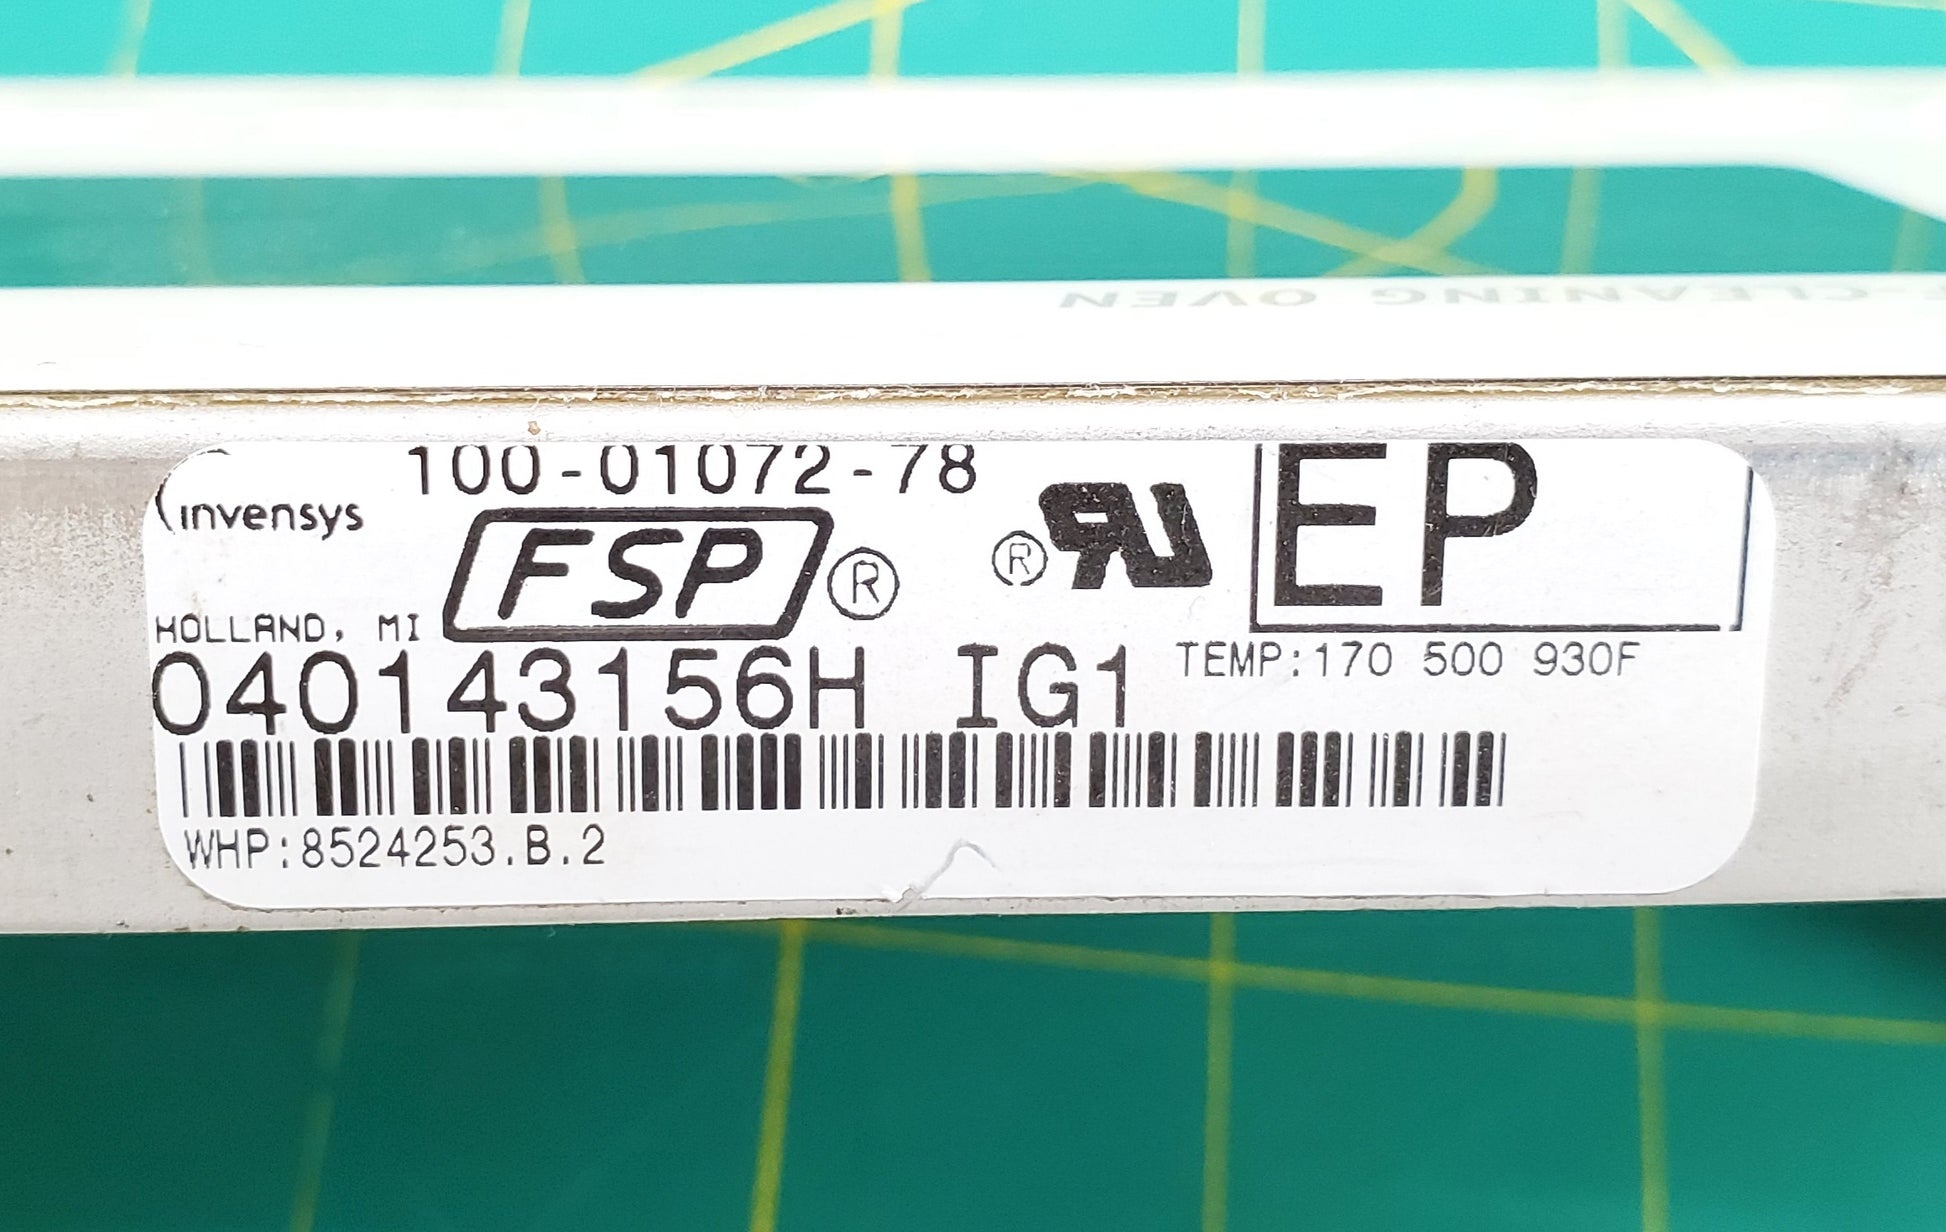 -CLEANING OVEN
100-01072-78
invensys
FSP ®
® RU
EP
HOLLAND, MI
040143156H IG1
TEMP:170 500 930F
WHP:8524253.B.2